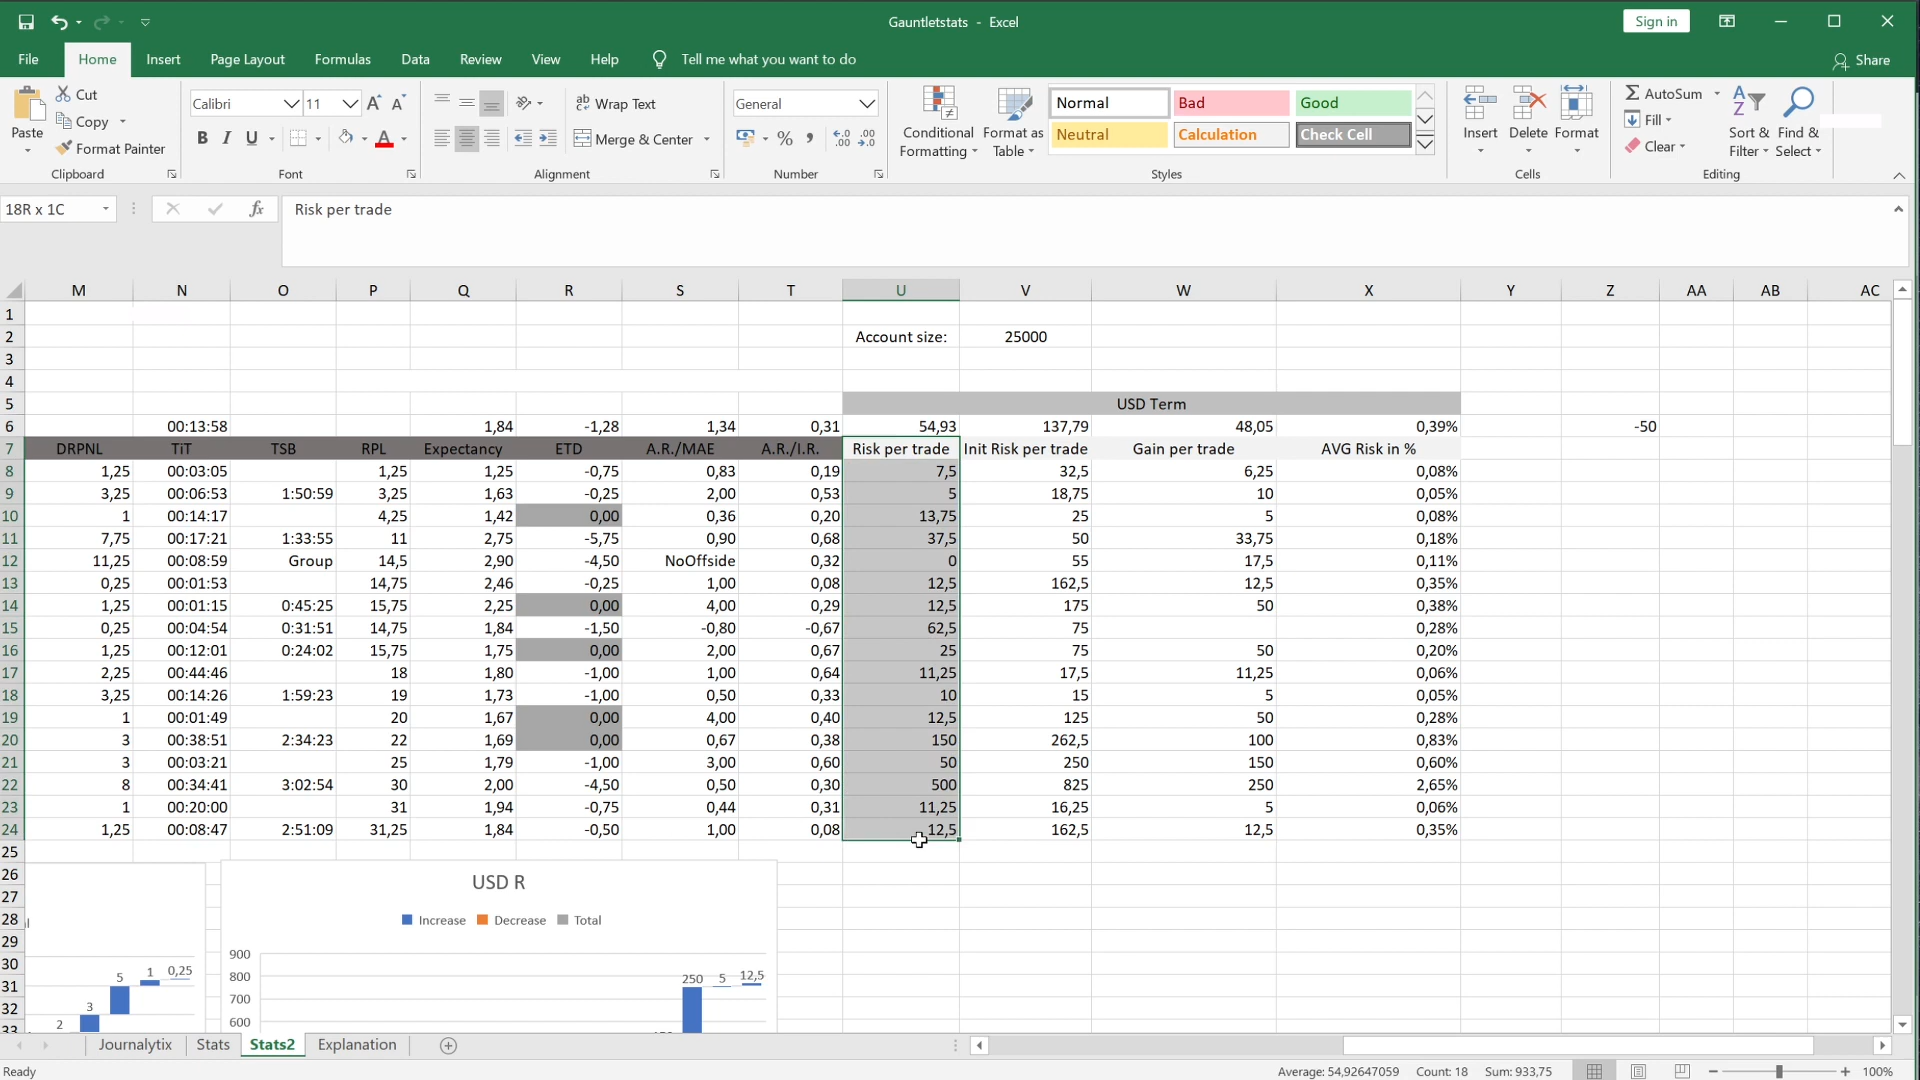 Gauntletstats - Excel
Sign in
File Home Insert Page Layout Formulas Data Review View Help Tell me what you want to do Share
Paste
Cut
Copy
Format Painter
Clipboard
Calibri 11
B I U
Font
Wrap Text
Merge & Center
Alignment
General
Number
Conditional Formatting
Format as Table
Normal Bad Good
Neutral Calculation Check Cell
Styles
Insert Delete Format
Cells
AutoSum
Fill
Clear
Sort & Filter
Find & Select
Editing
18R x 1C fx Risk per trade
M N O P Q R S T U V W X Y Z AA AB AC
1
2 Account size: 25000
3
4
5 USD Term
6 00:13:58 1,84 -1,28 1,34 0,31 54,93 137,79 48,05 0,39% -50
7 DRPNL TiT TSB RPL Expectancy ETD A.R./MAE A.R./I.R. Risk per trade Init Risk per trade Gain per trade AVG Risk in %
8 1,25 00:03:05 1,25 1,25 -0,75 0,83 0,19 7,5 32,5 6,25 0,08%
9 3,25 00:06:53 1:50:59 3,25 1,63 -0,25 2,00 0,53 5 18,75 10 0,05%
10 1 00:14:17 4,25 1,42 0,00 0,36 0,20 13,75 25 5 0,08%
11 7,75 00:17:21 1:33:55 11 2,75 -5,75 0,90 0,68 37,5 50 33,75 0,18%
12 11,25 00:08:59 Group 14,5 2,90 -4,50 NoOffside 0,32 0 55 17,5 0,11%
13 0,25 00:01:53 14,75 2,46 -0,25 1,00 0,08 12,5 162,5 12,5 0,35%
14 1,25 00:01:15 0:45:25 15,75 2,25 0,00 4,00 0,29 12,5 175 50 0,38%
15 0,25 00:04:54 0:31:51 14,75 1,84 -1,50 -0,80 -0,67 62,5 75 0,28%
16 1,25 00:12:01 0:24:02 15,75 1,75 0,00 2,00 0,67 25 75 50 0,20%
17 2,25 00:44:46 18 1,80 -1,00 1,00 0,64 11,25 17,5 11,25 0,06%
18 3,25 00:14:26 1:59:23 19 1,73 -1,00 0,50 0,33 10 15 5 0,05%
19 1 00:01:49 20 1,67 0,00 4,00 0,40 12,5 125 50 0,28%
20 3 00:38:51 2:34:23 22 1,69 0,00 0,67 0,38 150 262,5 100 0,83%
21 3 00:03:21 25 1,79 -1,00 3,00 0,60 50 250 150 0,60%
22 8 00:34:41 3:02:54 30 2,00 -4,50 0,50 0,30 500 825 250 2,65%
23 1 00:20:00 31 1,94 -0,75 0,44 0,31 11,25 16,25 5 0,06%
24 1,25 00:08:47 2:51:09 31,25 1,84 -0,50 1,00 0,08 12,5 162,5 12,5 0,35%
25
26
27
28
29
30
31
32
33
5 1 0,25
3
2
USD R
Increase Decrease Total
900
800
700
600
250 5 12,5
Journalytix Stats Stats2 Explanation
Ready Average: 54,92647059 Count: 18 Sum: 933,75 100%